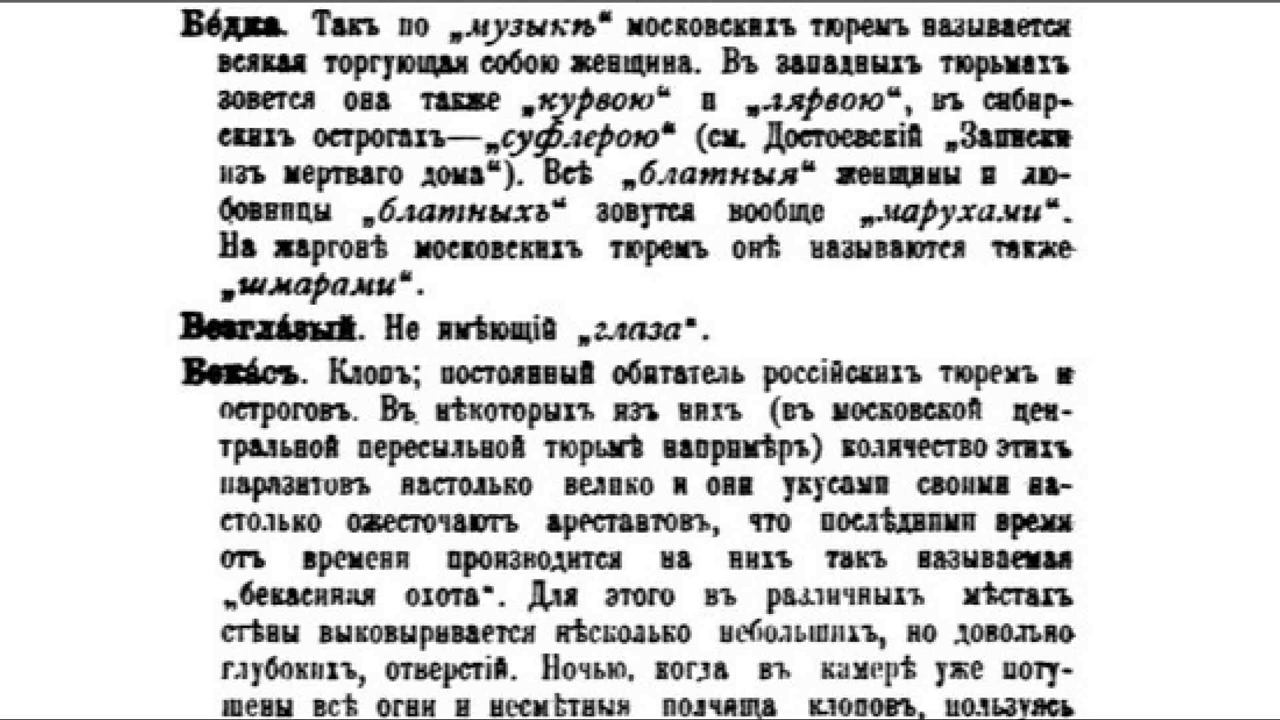 Бе́дка. Такъ по „музыкѣ“ московскихъ тюремъ называется
всякая торгующая собою женщина. Въ западныхъ тюрьмахъ
зовется она также „курвою“ и „лярвою“, въ сибир-
скихъ острогахъ—„суфлерою“ (см. Достоевскій „Записки
изъ мертваго дома“). Всѣ „блатныя“ женщины и лю-
бовницы „блатныхъ“ зовутся вообще „марухами“.
На жаргонѣ московскихъ тюремъ онѣ называются также
„шмарами“.
Безгла́зый. Не имѣющій „глаза“.
Бека́съ. Клопъ; постоянный обитатель россійскихъ тюремъ и
остроговъ. Въ нѣкоторыхъ изъ нихъ (въ московской цен-
тральной пересыльной тюрьмѣ напримѣръ) количество этихъ
паразитовъ настолько велико и они укусами своими на-
столько ожесточаютъ арестантовъ, что послѣдними время
отъ времени производится на нихъ такъ называемая
„бекасиная охота“. Для этого въ различныхъ мѣстахъ
стѣны выковыривается нѣсколько небольшихъ, но довольно
глубокихъ, отверстій. Ночью, когда въ камерѣ уже поту-
шены всѣ огни и несмѣтныя полчища клоповъ, пользуясь